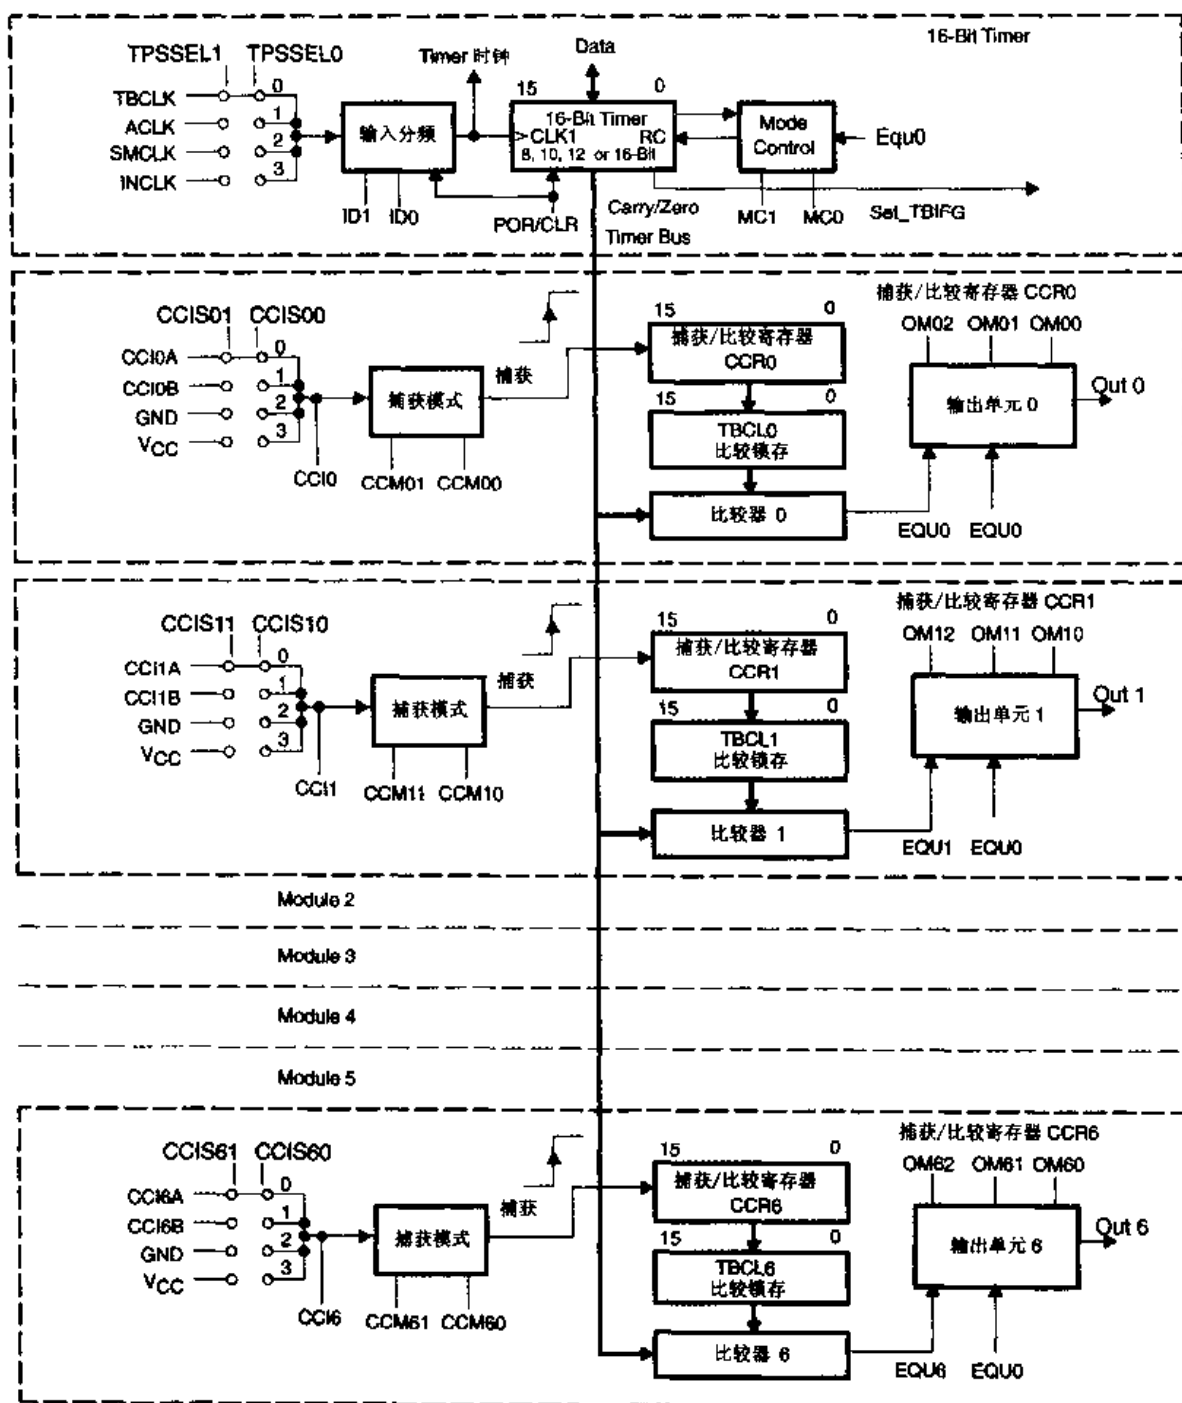 16-Bit Timer
TPSSEL1 TPSSEL0 Timer 时钟 Data
TBCLK 0 15 0
ACLK 1 输入分频 16-Bit Timer Mode Control Equ0
SMCLK 2 CLK1 RC
INCLK 3 8, 10, 12 or 16-Bit
ID1 ID0 POR/CLR Carry/Zero MC1 MC0 Set_TBIFG
Timer Bus
捕获/比较寄存器 CCR0
CCIS01 CCIS00 15 0 OM02 OM01 OM00
CCI0A 0 捕获 捕获/比较寄存器
CCR0
CCI0B 1 捕获模式 15 0 输出单元 0 Out 0
GND 2 TBCL0
VCC 3 比较锁存
CCI0 CCM01 CCM00
比较器 0 EQU0 EQU0
捕获/比较寄存器 CCR1
CCIS11 CCIS10 15 0 OM12 OM11 OM10
CCI1A 0 捕获 捕获/比较寄存器
CCR1
CCI1B 1 捕获模式 15 0 输出单元 1 Out 1
GND 2 TBCL1
VCC 3 比较锁存
CCI1 CCM11 CCM10
比较器 1 EQU1 EQU0
Module 2
Module 3
Module 4
Module 5
捕获/比较寄存器 CCR6
CCIS61 CCIS60 15 0 OM62 OM61 OM60
CCI6A 0 捕获 捕获/比较寄存器
CCR6
CCI6B 1 捕获模式 15 0 输出单元 6 Out 6
GND 2 TBCL6
VCC 3 比较锁存
CCI6 CCM61 CCM60
比较器 6 EQU6 EQU0